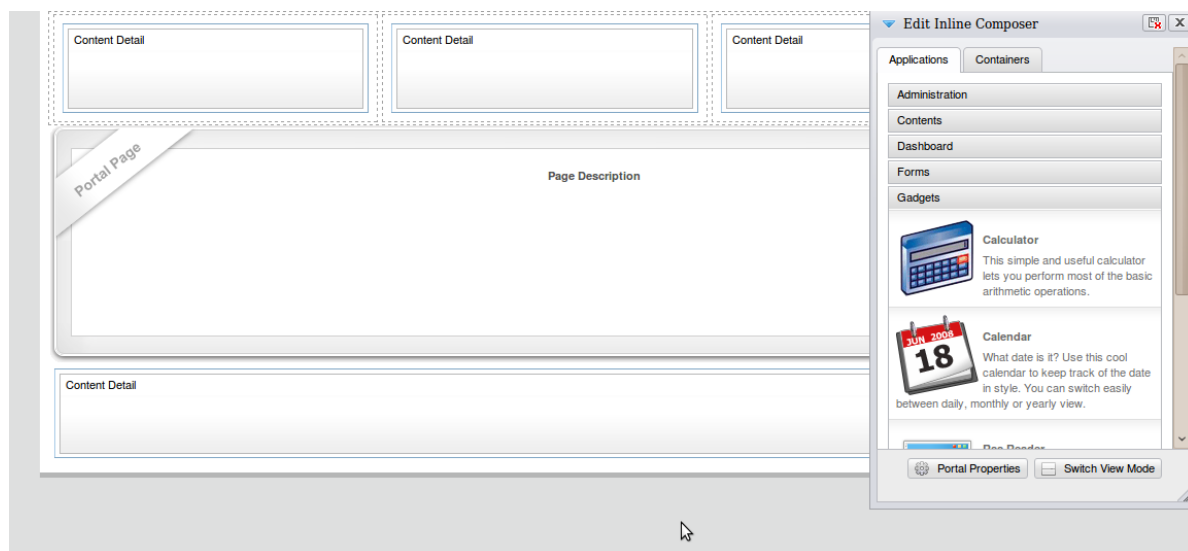 Content Detail
Content Detail
Content Detail
Portal Page
Page Description
Content Detail
Edit Inline Composer
Applications
Containers
Administration
Contents
Dashboard
Forms
Gadgets
Calculator
This simple and useful calculator
lets you perform most of the basic
arithmetic operations.
JUN 2008
18
Calendar
What date is it? Use this cool
calendar to keep track of the date
in style. You can switch easily
between daily, monthly or yearly view.
Portal Properties
Switch View Mode